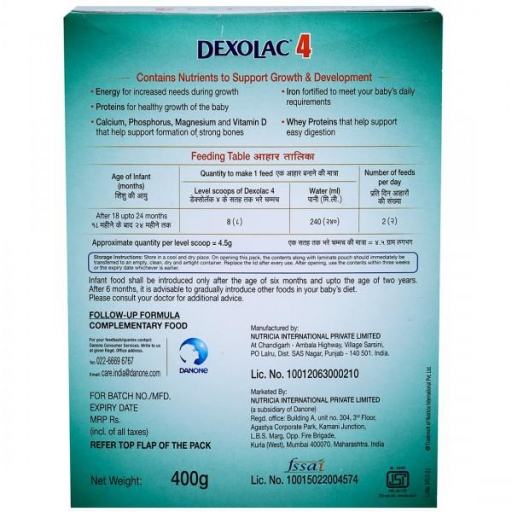 DEXOLAC 4
Contains Nutrients to Support Growth & Development
• Energy for increased needs during growth
• Proteins for healthy growth of the baby
• Calcium, Phosphorus, Magnesium and Vitamin D
that help support formation of strong bones
• Iron fortified to meet your baby's daily
requirements
• Whey Proteins that help support
easy digestion
Feeding Table आहार तालिका
Age of Infant
(months)
शिशु की आयु
Quantity to make 1 feed एक आहार बनाने की मात्रा
Number of feeds
per day
प्रति दिन आहारों
की संख्या
Level scoops of Dexolac 4
डेक्सोलॅक ४ के सतह तक भरे चम्मच
Water (ml)
पानी (मि.ली.)
After 18 upto 24 months
१८ महीने के बाद २४ महीने तक
8 (८)
240 (२४०)
2 (२)
Approximate quantity per level scoop = 4.5g
एक सतह तक भरे चम्मच की मात्रा = ४.५ ग्राम लगभग
Storage Instructions: Store in a cool and dry place. On opening this pack, the contents along with laminate pouch should immediately be
transferred to an empty, clean, dry and airtight container. Replace the lid after every use. After opening, use the contents within three weeks
or the expiry date whichever is earlier.
Infant food shall be introduced only after the age of six months and upto the age of two years.
After 6 months, it is advisable to gradually introduce other foods in your baby's diet.
Please consult your doctor for additional advice.
FOLLOW-UP FORMULA
COMPLEMENTARY FOOD
For your feedback/queries contact:
Danone Consumer Services. Write to us
at given Regd. Office address.
Tel: 022-6669 6767
Email: care.india@danone.com
DANONE
FOR BATCH NO./MFD.
EXPIRY DATE
MRP Rs.
(incl. of all taxes)
REFER TOP FLAP OF THE PACK
Net Weight: 400g
Manufactured by:
NUTRICIA INTERNATIONAL PRIVATE LIMITED
At Chandigarh - Ambala Highway, Village Sarsini,
PO Lalru, Dist. SAS Nagar, Punjab - 140 501. India.
Lic. No. 10012063000210
Marketed By:
NUTRICIA INTERNATIONAL PRIVATE LIMITED
(a subsidiary of Danone)
Regd. Office: Building A, unit no. 304, 3rd Floor,
Agastya Corporate Park, Kamani Junction,
L.B.S. Marg, Opp. Fire Brigade,
Kurla (West), Mumbai 400070, Maharashtra. India
fssai
Lic. No. 10015022004574
ISI
® Trademark of Nutricia International Pvt. Ltd.